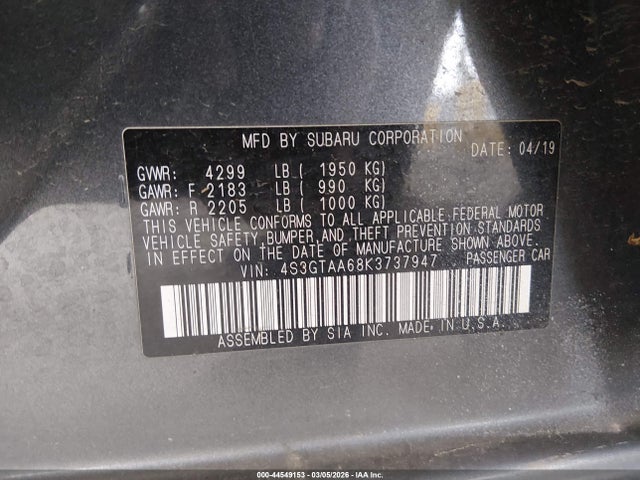 MFD BY SUBARU CORPORATION
DATE: 04/19
GVWR: 4299 LB ( 1950 KG)
GAWR: F 2183 LB ( 990 KG)
GAWR: R 2205 LB ( 1000 KG)
THIS VEHICLE CONFORMS TO ALL APPLICABLE FEDERAL MOTOR
VEHICLE SAFETY, BUMPER AND THEFT PREVENTION STANDARDS
IN EFFECT ON THE DATE OF MANUFACTURE SHOWN ABOVE.
VIN: 4S3GTAA68K3737947 PASSENGER CAR
ASSEMBLED BY SIA INC. MADE IN U.S.A.
000-44549153 • 03/05/2026 • IAA Inc.